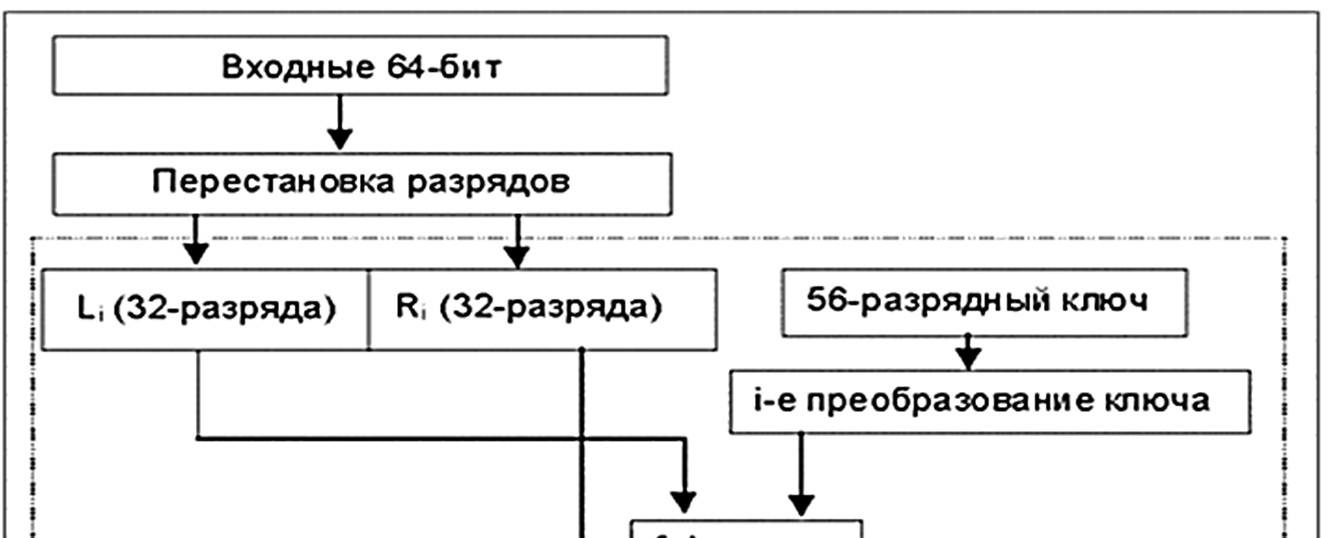 Входные 64-бит
Перестановка разрядов
Li (32-разряда)
Ri (32-разряда)
56-разрядный ключ
i-е преобразование ключа